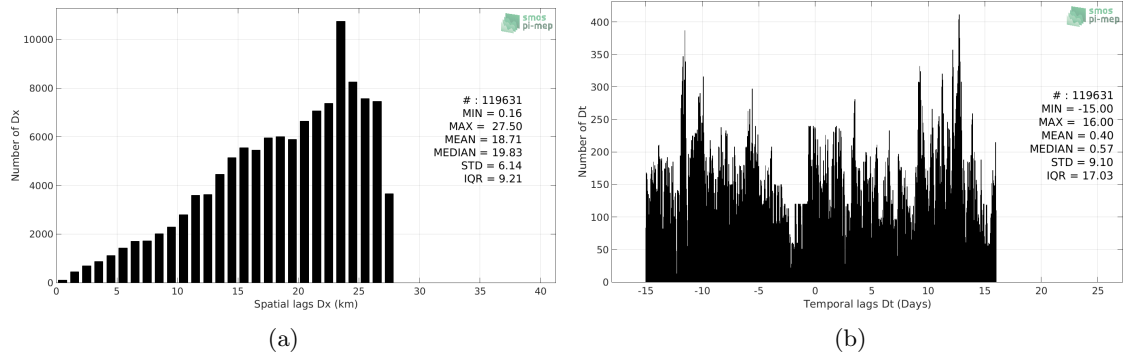 smos
pi-mep
10000
8000
6000
4000
2000
0
Number of Dx
# : 119631
MIN = 0.16
MAX = 27.50
MEAN = 18.71
MEDIAN = 19.83
STD = 6.14
IQR = 9.21
0 5 10 15 20 25 30 35 40
Spatial lags Dx (km)
(a)
smos
pi-mep
400
350
300
250
200
150
100
50
0
Number of Dt
# : 119631
MIN = -15.00
MAX = 16.00
MEAN = 0.40
MEDIAN = 0.57
STD = 9.10
IQR = 17.03
-15 -10 -5 0 5 10 15 20 25
Temporal lags Dt (Days)
(b)